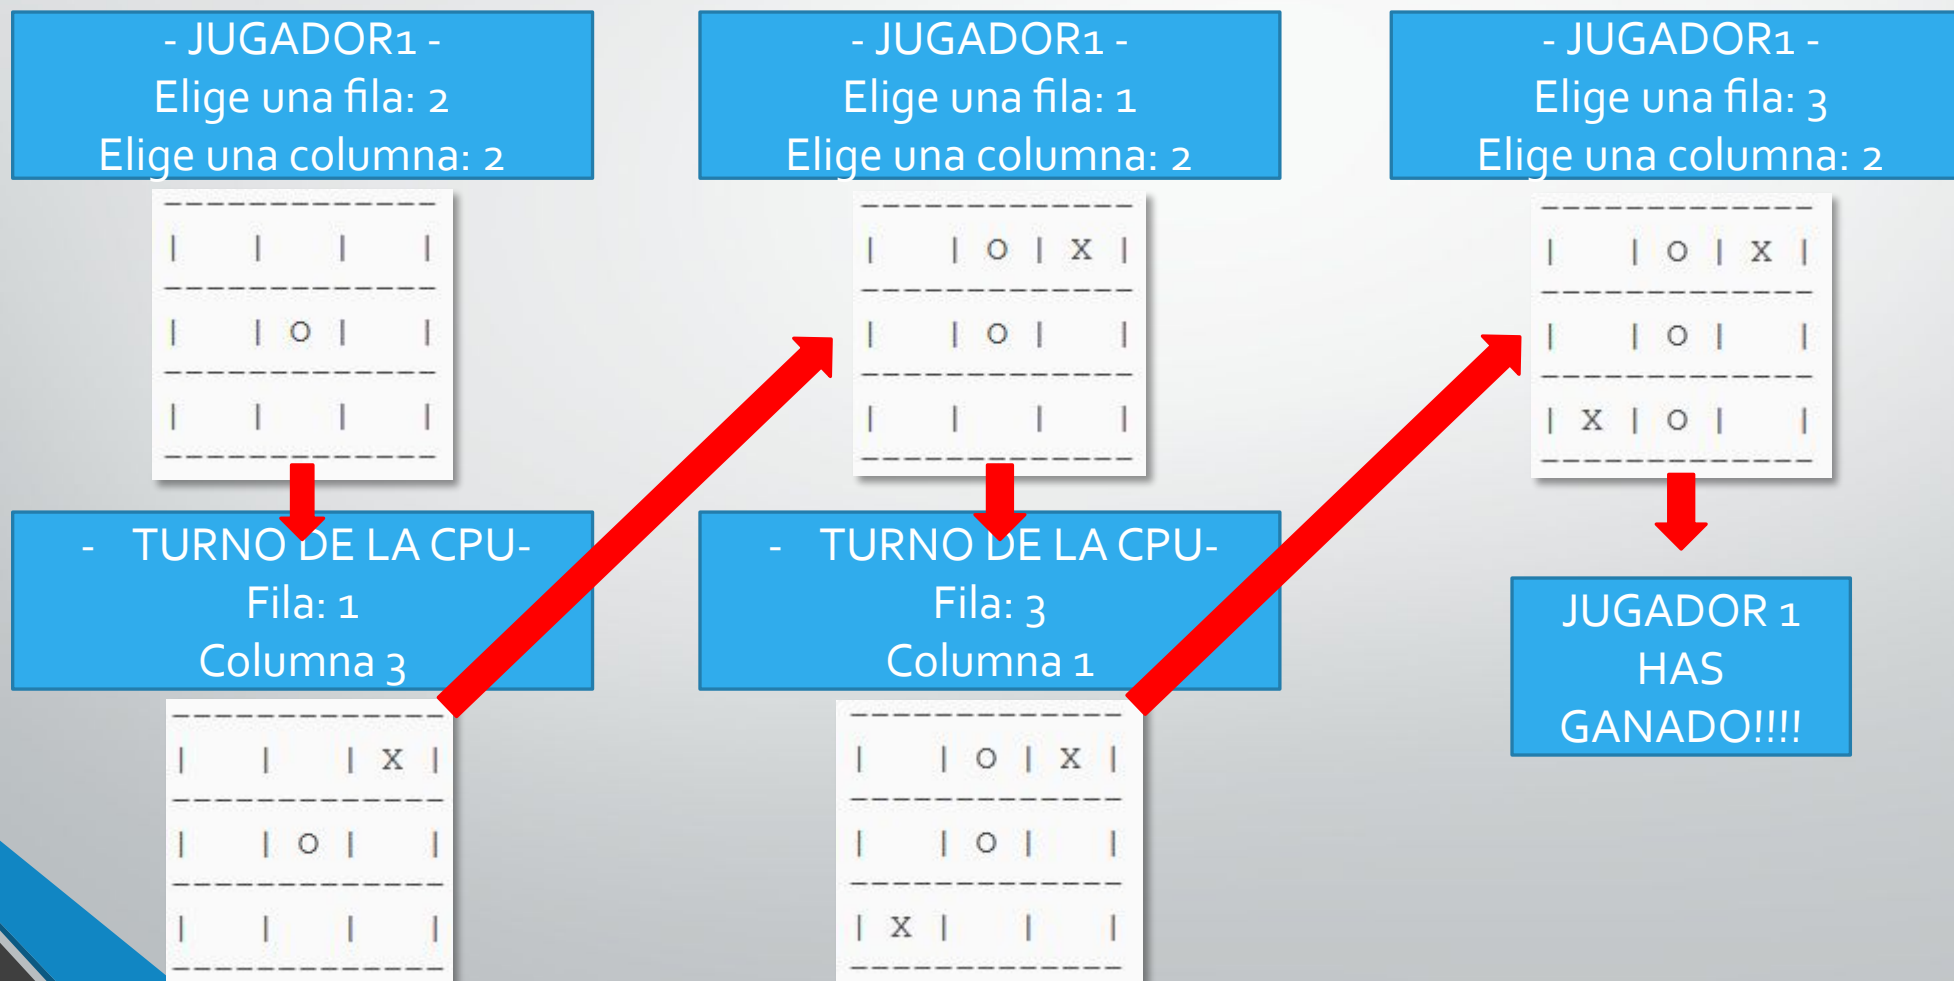 - JUGADOR1 -
Elige una fila: 2
Elige una columna: 2
-------------
|   |   |   |
-------------
|   | O |   |
-------------
|   |   |   |
-------------
- TURNO DE LA CPU-
Fila: 1
Columna 3
-------------
|   |   | X |
-------------
|   | O |   |
-------------
|   |   |   |
-------------
- JUGADOR1 -
Elige una fila: 1
Elige una columna: 2
-------------
|   | O | X |
-------------
|   | O |   |
-------------
|   |   |   |
-------------
- TURNO DE LA CPU-
Fila: 3
Columna 1
-------------
|   | O | X |
-------------
|   | O |   |
-------------
| X |   |   |
-------------
- JUGADOR1 -
Elige una fila: 3
Elige una columna: 2
-------------
|   | O | X |
-------------
|   | O |   |
-------------
| X | O |   |
-------------
JUGADOR 1
HAS
GANADO!!!!